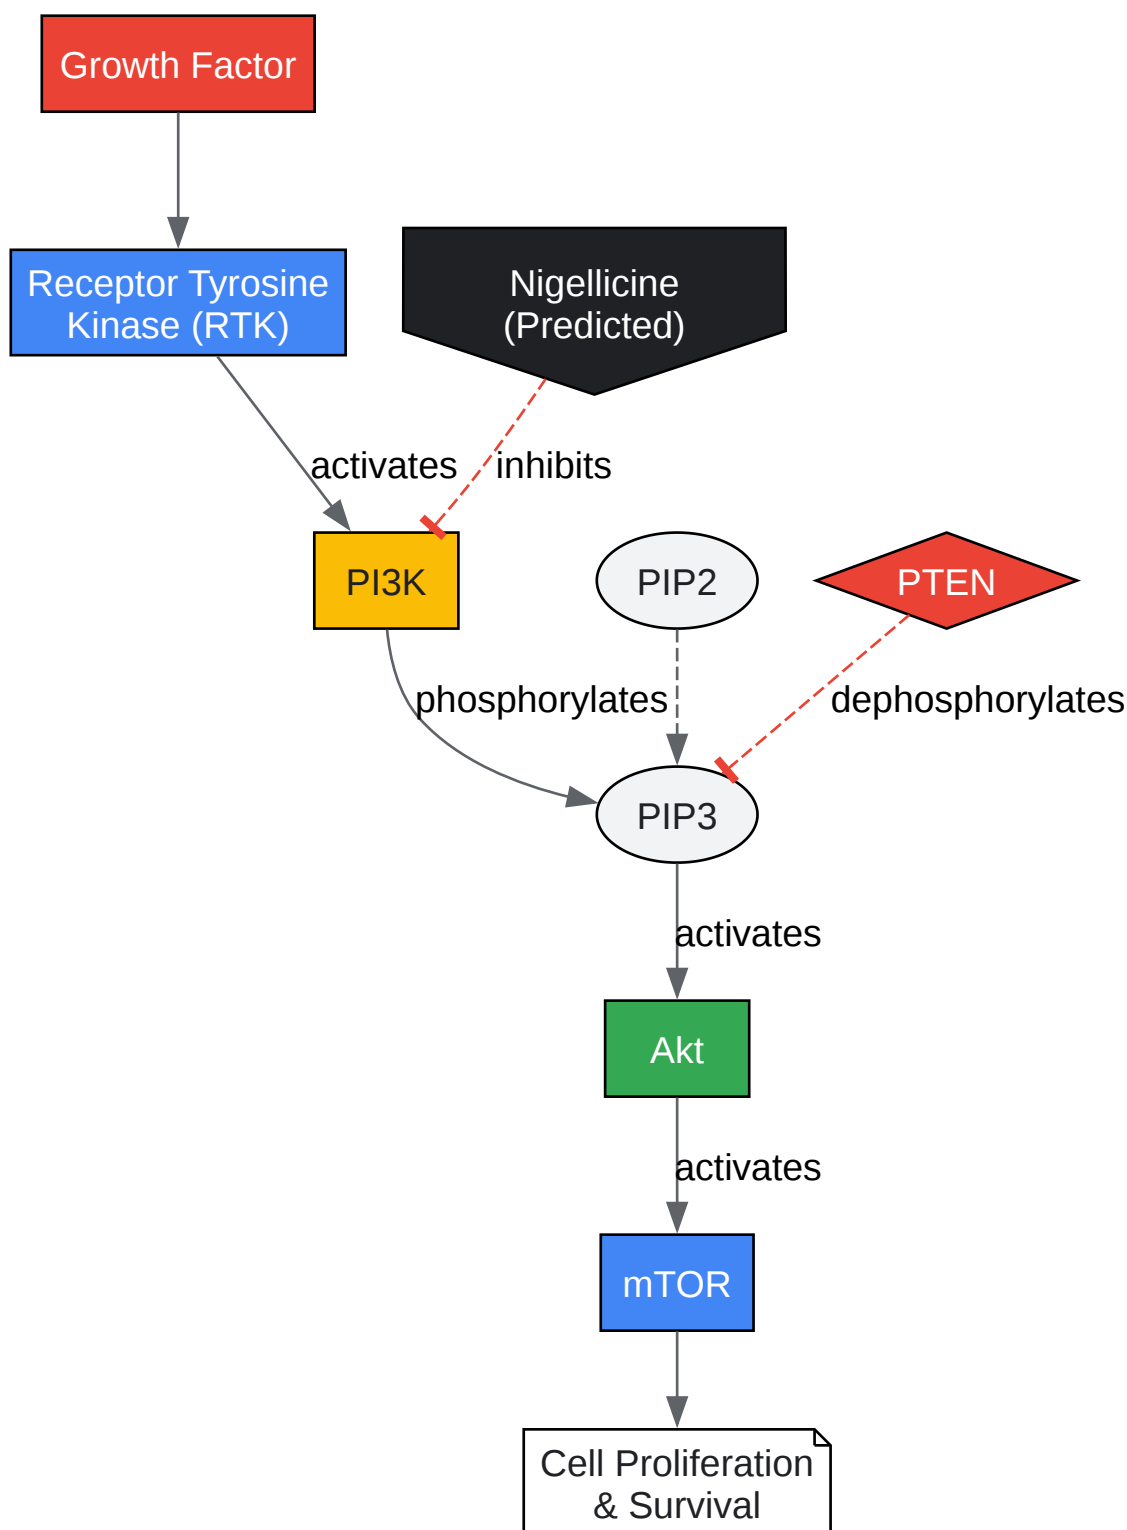 Growth Factor
Receptor Tyrosine
Kinase (RTK)
Nigellicine
(Predicted)
activates
inhibits
PI3K
PIP2
PTEN
phosphorylates
dephosphorylates
PIP3
activates
Akt
activates
mTOR
Cell Proliferation
& Survival